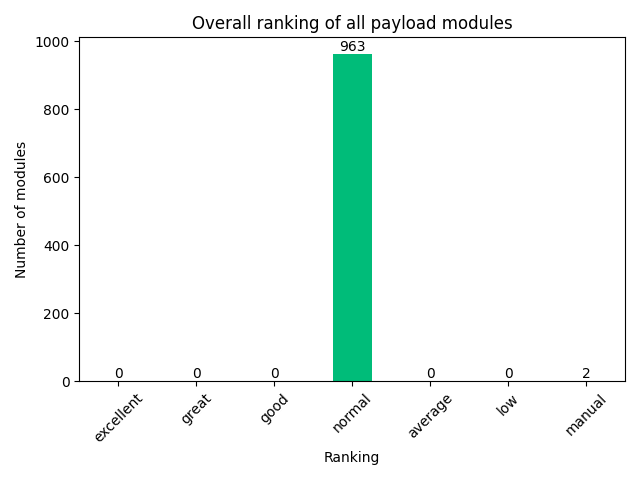 Overall ranking of all payload modules
Number of modules
1000
800
600
400
200
0
0
0
0
963
0
0
2
excellent
great
good
normal
average
low
manual
Ranking